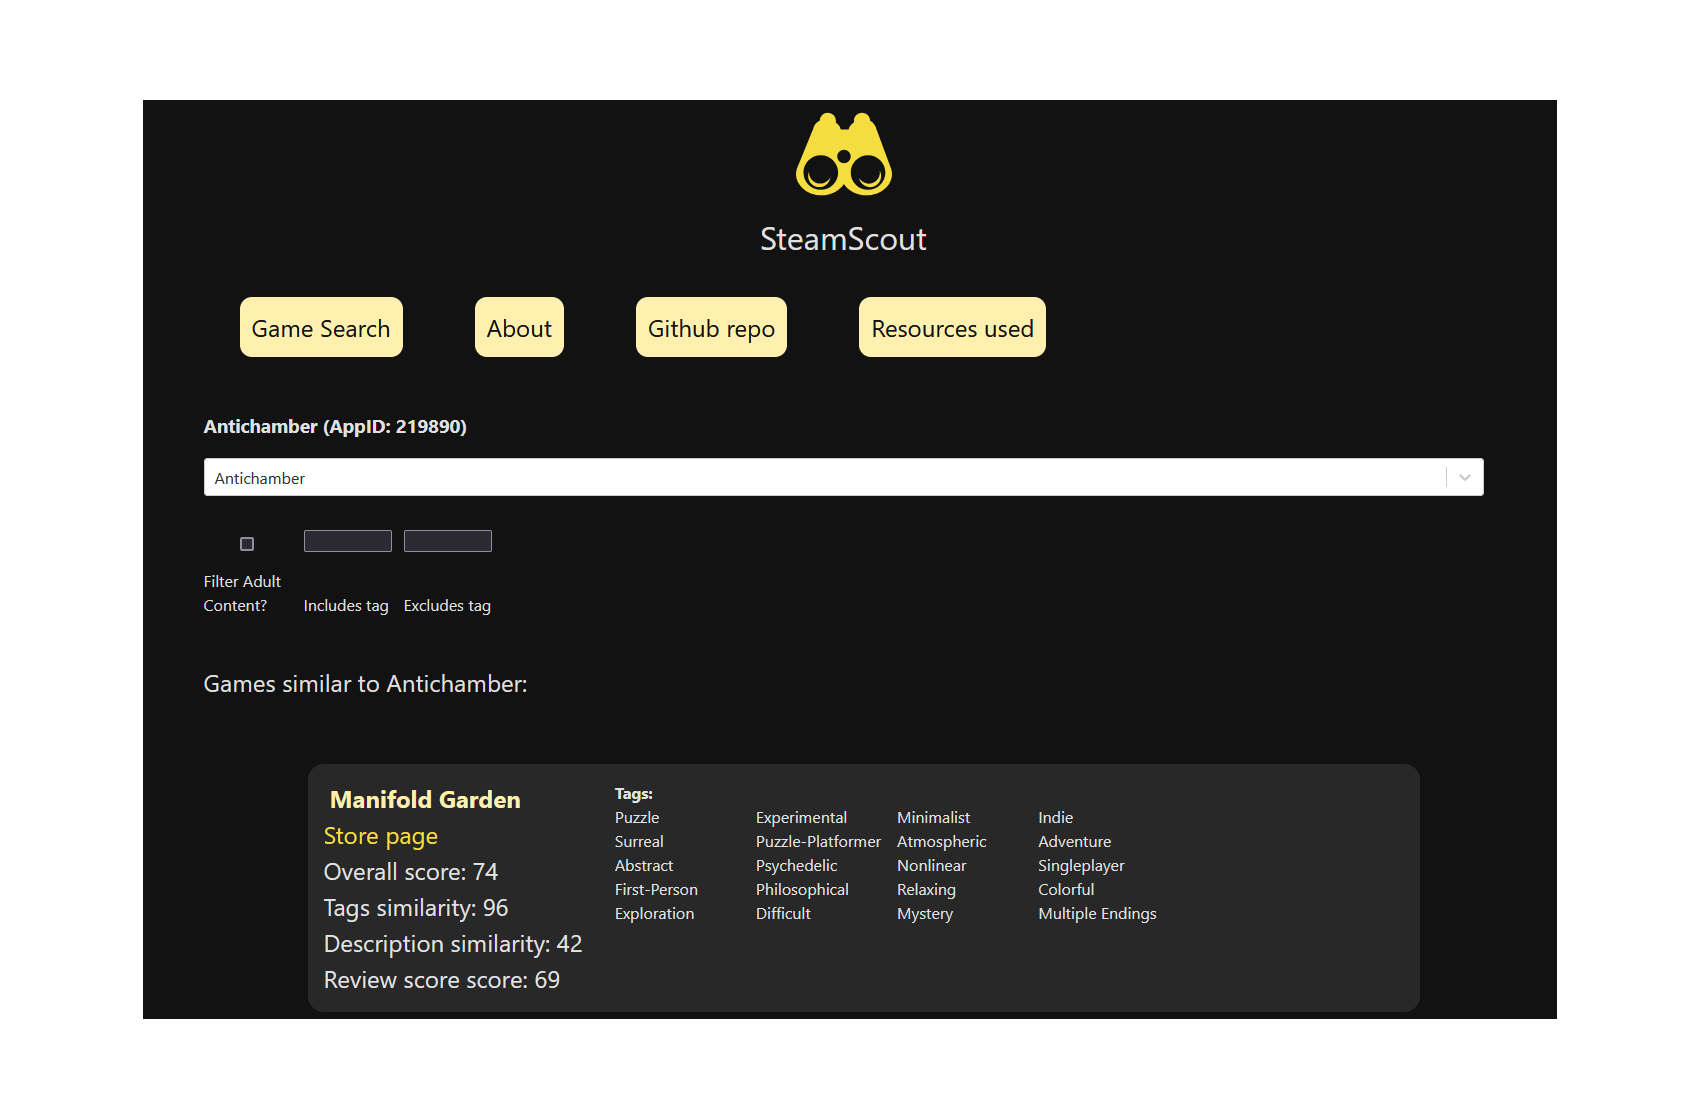 SteamScout
Game Search
About
Github repo
Resources used
Antichamber (AppID: 219890)
Antichamber
Filter Adult
Content?
Includes tag
Excludes tag
Games similar to Antichamber:
Manifold Garden
Store page
Overall score: 74
Tags similarity: 96
Description similarity: 42
Review score score: 69
Tags:
Puzzle
Surreal
Abstract
First-Person
Exploration
Experimental
Puzzle-Platformer
Psychedelic
Philosophical
Difficult
Minimalist
Atmospheric
Nonlinear
Relaxing
Mystery
Indie
Adventure
Singleplayer
Colorful
Multiple Endings